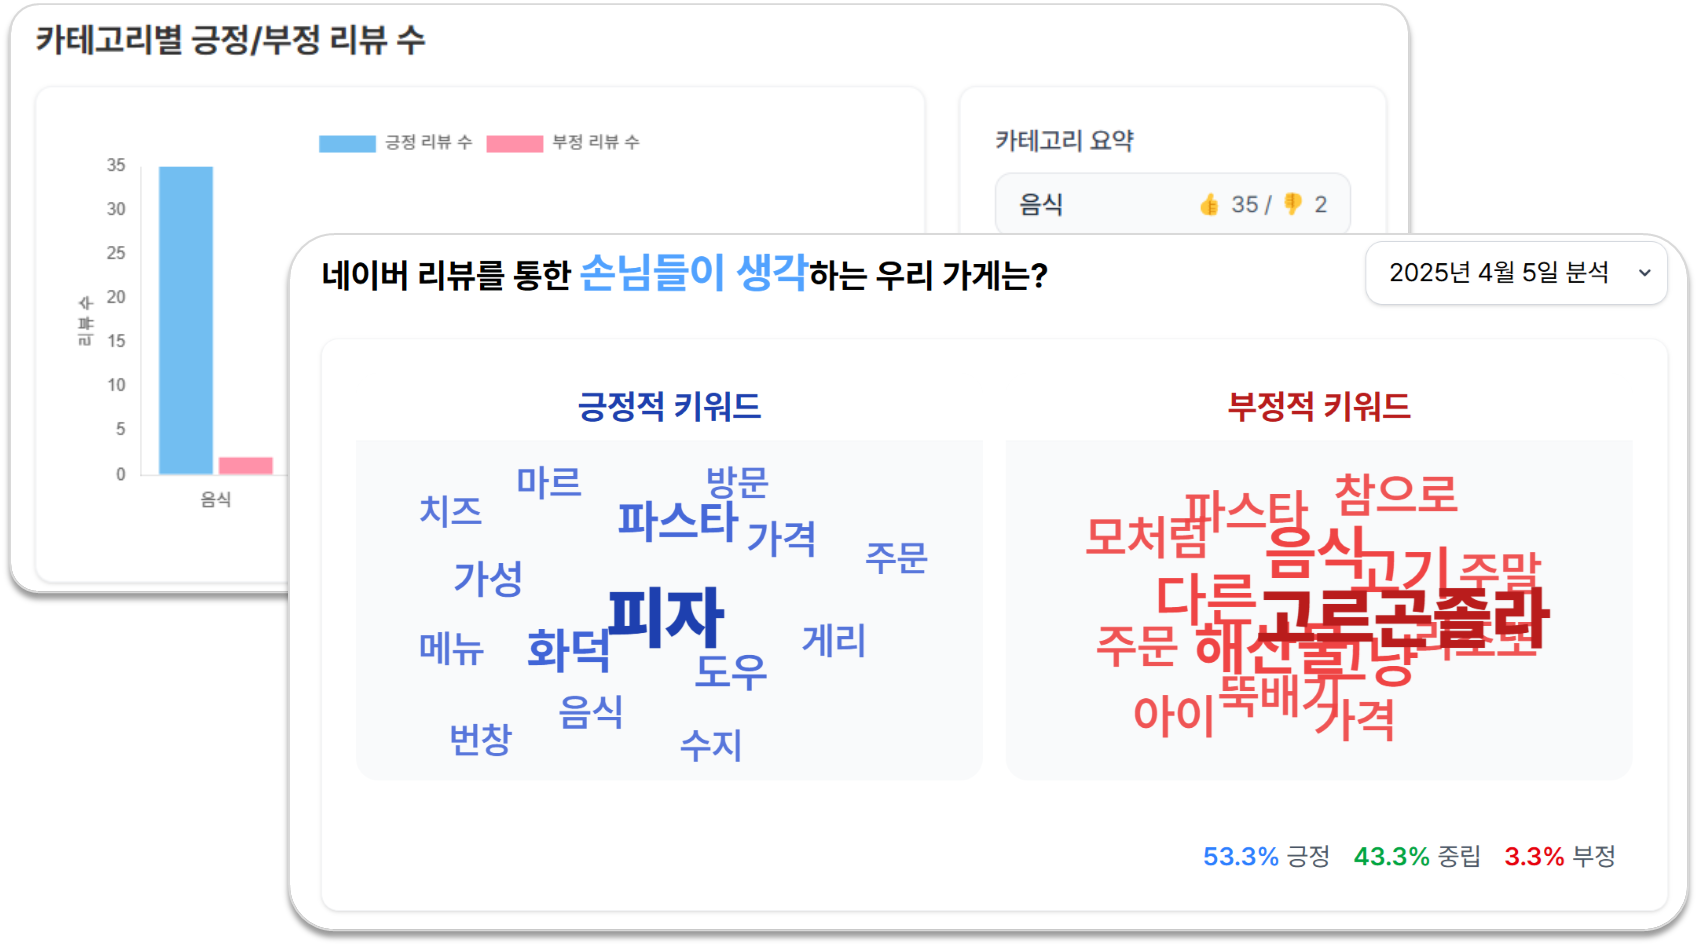 카테고리별 긍정/부정 리뷰 수
긍정 리뷰 수 부정 리뷰 수
35
30
25
20
15
10
5
0
리뷰 수
음식
카테고리 요약
음식 👍 35 / 👎 2
네이버 리뷰를 통한 손님들이 생각하는 우리 가게는?
2025년 4월 5일 분석
긍정적 키워드
마르
방문
치즈
파스타
가격
주문
가성
피자
게리
메뉴
화덕
도우
음식
번창
수지
부정적 키워드
참으로
파스타
모처럼
음식
고기
주말
다른
고르곤졸라
주문
해산물
그냥
리조또
뚝배기
아이
가격
53.3% 긍정 43.3% 중립 3.3% 부정